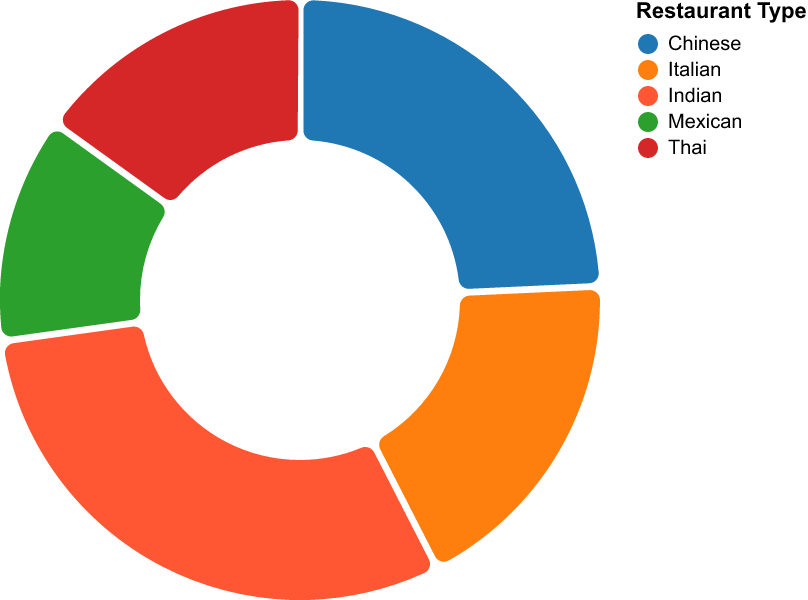 Restaurant Type
Chinese
Italian
Indian
Mexican
Thai